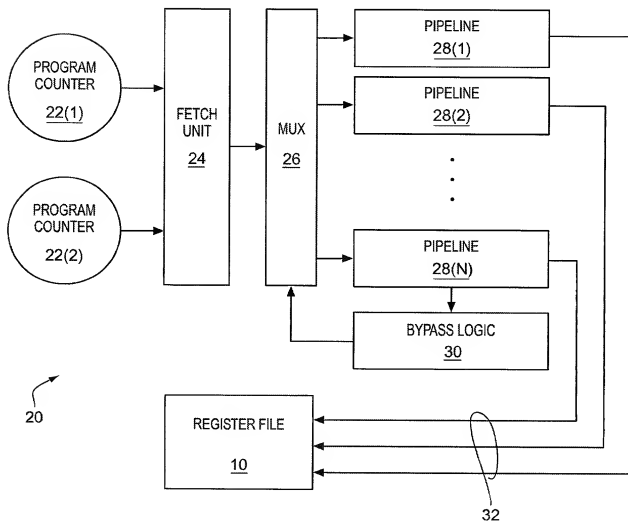 PROGRAM
COUNTER
22(1)
PROGRAM
COUNTER
22(2)
FETCH
UNIT
24
MUX
26
PIPELINE
28(1)
PIPELINE
28(2)
PIPELINE
28(N)
BYPASS LOGIC
30
20
REGISTER FILE
10
32